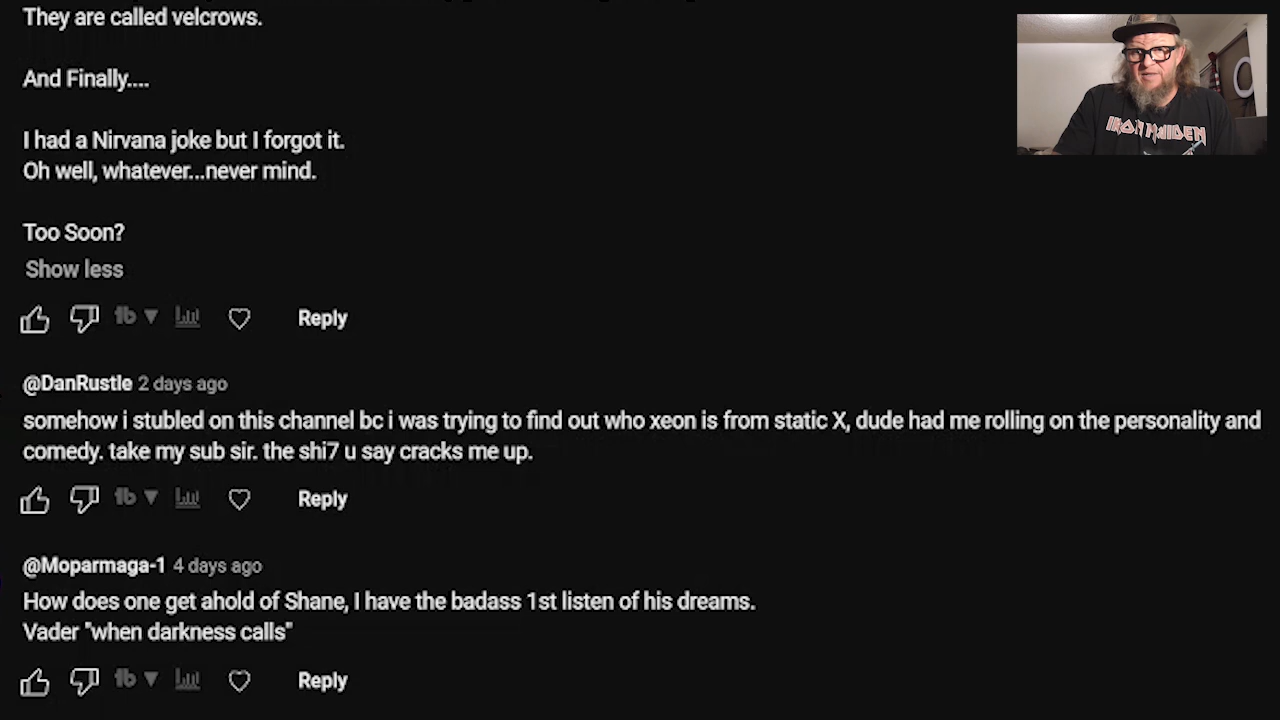 They are called velcrows.
And Finally....
I had a Nirvana joke but I forgot it.
Oh well, whatever...never mind.
Too Soon?
Show less
Reply
@DanRustle 2 days ago
somehow i stubled on this channel bc i was trying to find out who xeon is from static X, dude had me rolling on the personality and
comedy. take my sub sir. the shi7 u say cracks me up.
Reply
@Moparmaga-1 4 days ago
How does one get ahold of Shane, I have the badass 1st listen of his dreams.
Vader "when darkness calls"
Reply
IRON MAIDEN